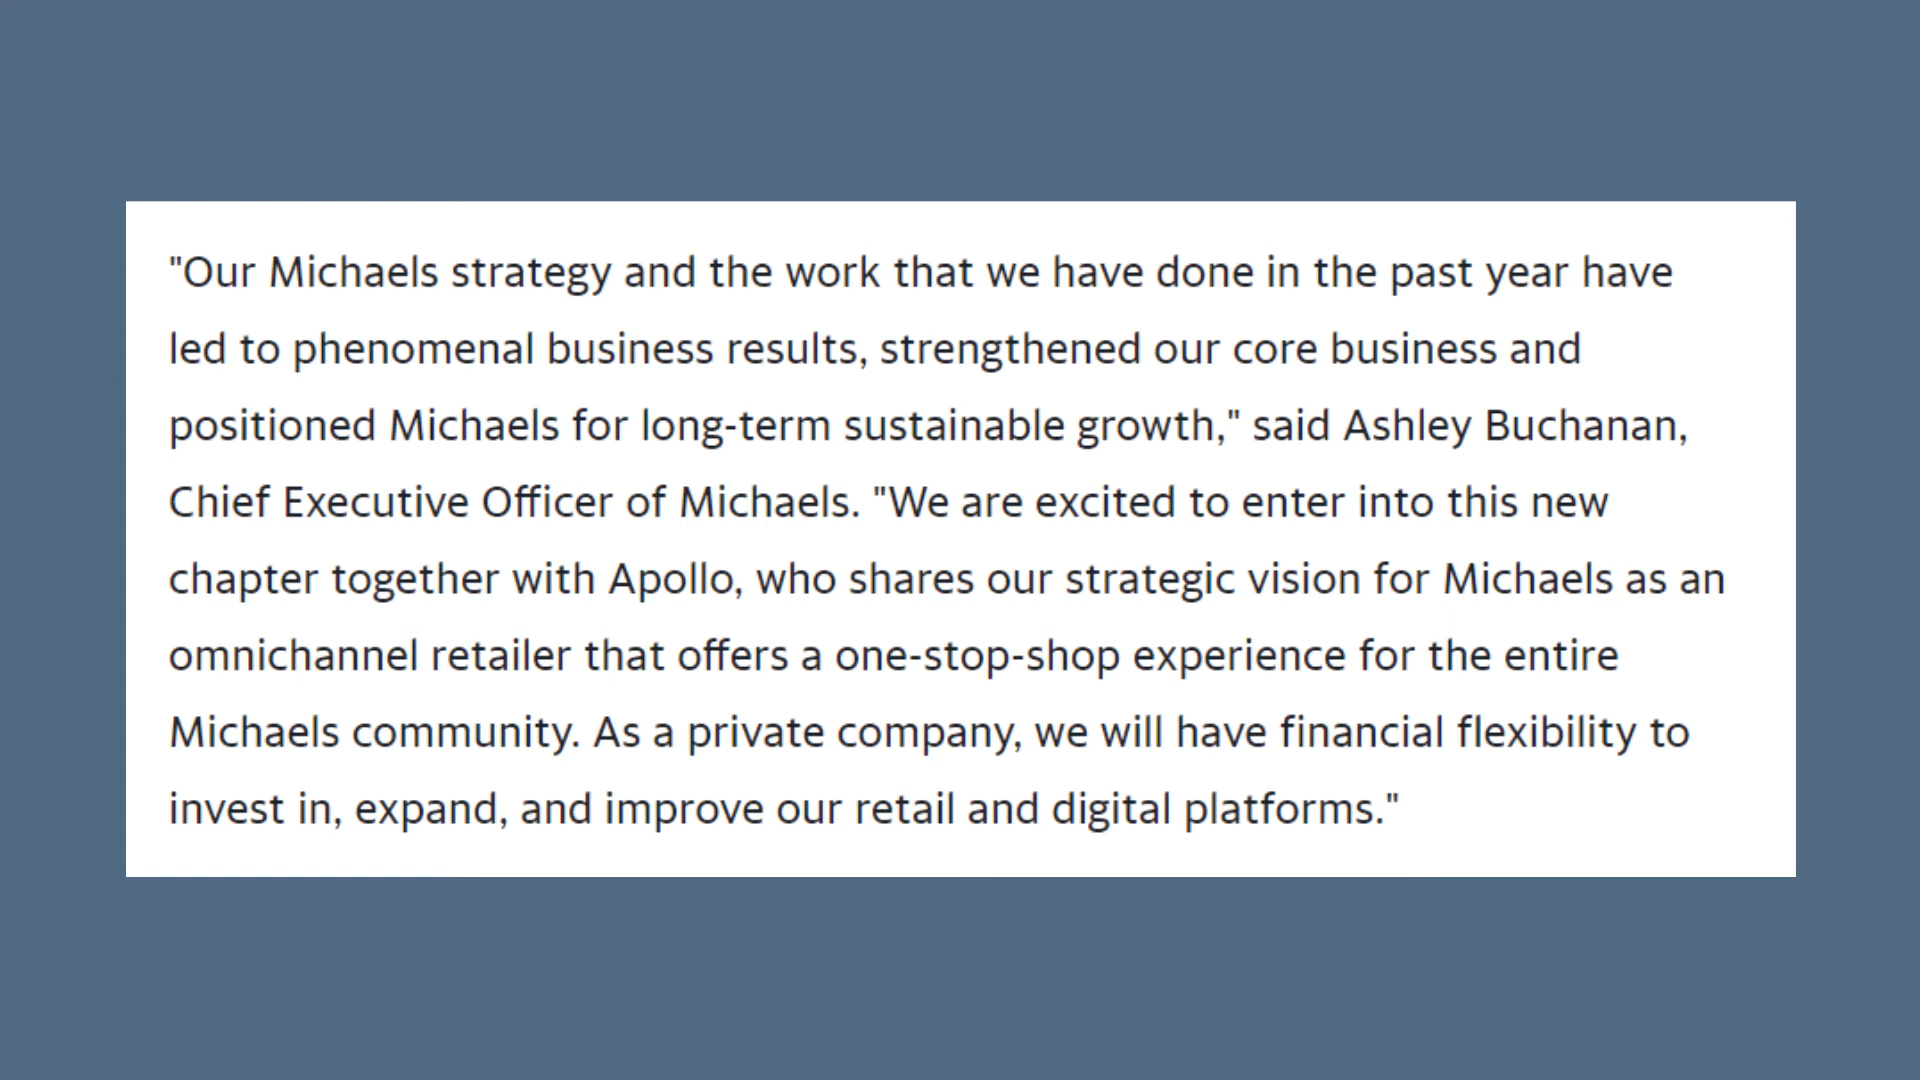 "Our Michaels strategy and the work that we have done in the past year have
led to phenomenal business results, strengthened our core business and
positioned Michaels for long-term sustainable growth," said Ashley Buchanan,
Chief Executive Officer of Michaels. "We are excited to enter into this new
chapter together with Apollo, who shares our strategic vision for Michaels as an
omnichannel retailer that offers a one-stop-shop experience for the entire
Michaels community. As a private company, we will have financial flexibility to
invest in, expand, and improve our retail and digital platforms."